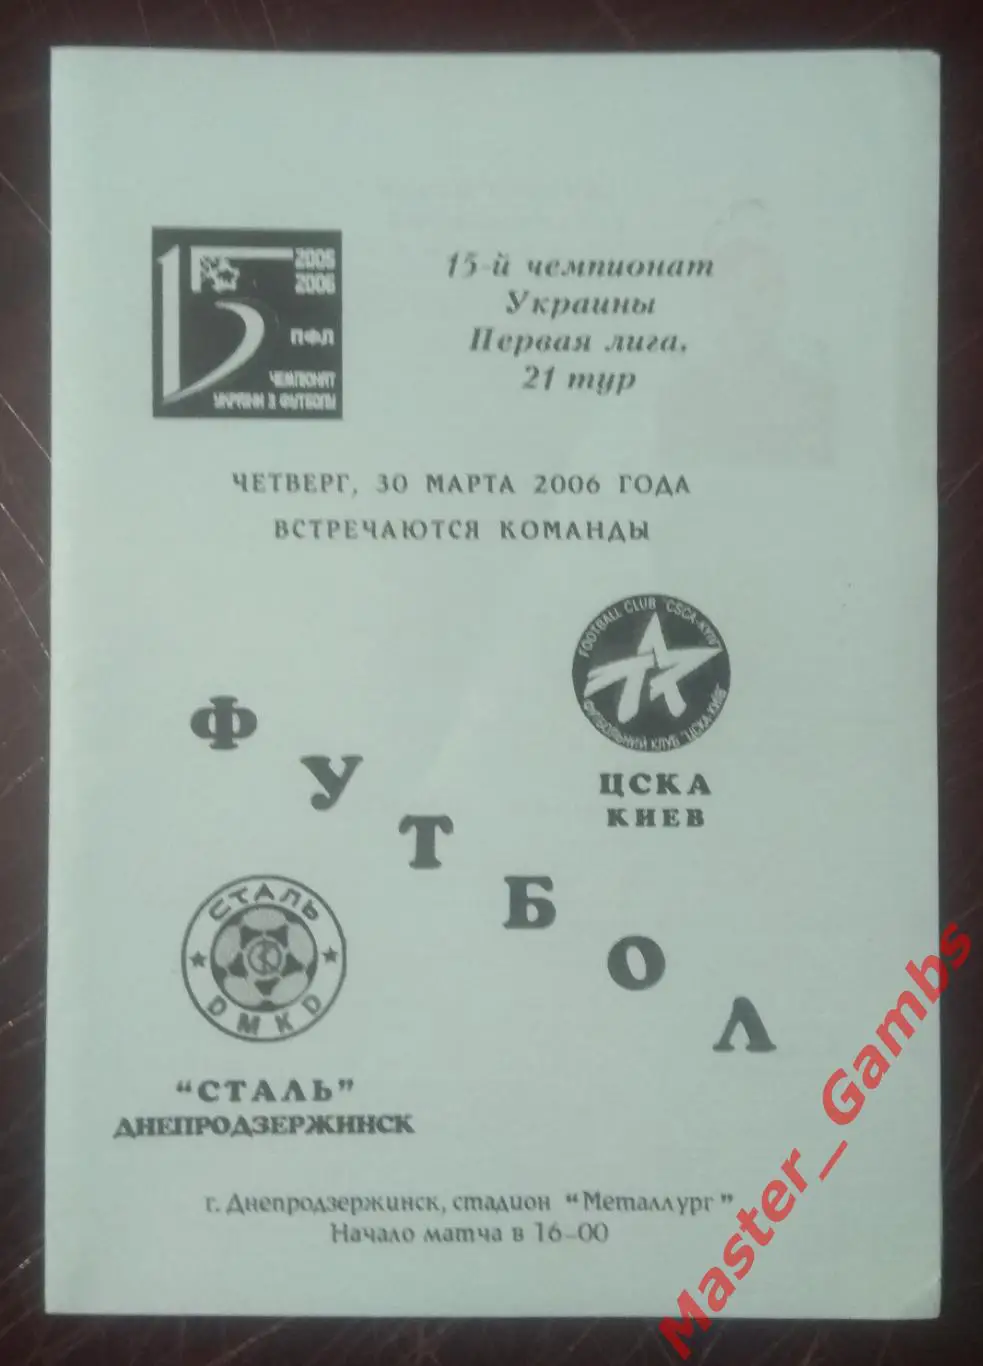 2005
2006
ПФЛ
ЧЕМПІОНАТ
УКРАЇНИ З ФУТБОЛУ
15-й чемпионат
Украины
Первая лига.
21 тур
ЧЕТВЕРГ, 30 МАРТА 2006 ГОДА
ВСТРЕЧАЮТСЯ КОМАНДЫ
FOOTBALL CLUB "CSCA-KYIV"
ФУТБОЛЬНИЙ КЛУБ "ЦСКА КИЇВ"
ЦСКА
КИЕВ
ФУТБОЛ
СТАЛЬ
DMKD
"СТАЛЬ"
ДНЕПРОДЗЕРЖИНСК
г. Днепродзержинск, стадион "Металлург"
Начало матча в 16-00
Master_Gambs